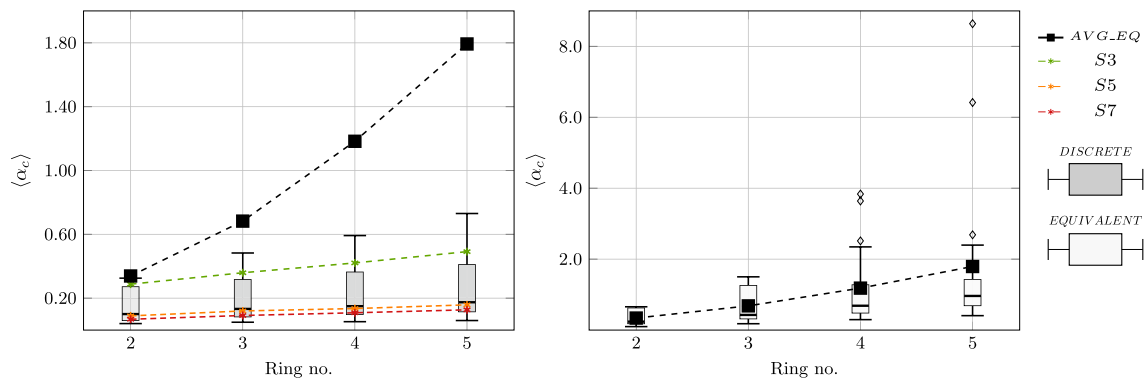 1.80
1.40
1.00
0.60
0.20
⟨α_c⟩
2 3 4 5
Ring no.
8.0
6.0
4.0
2.0
⟨α_c⟩
2 3 4 5
Ring no.
AVG_EQ
S3
S5
S7
DISCRETE
EQUIVALENT